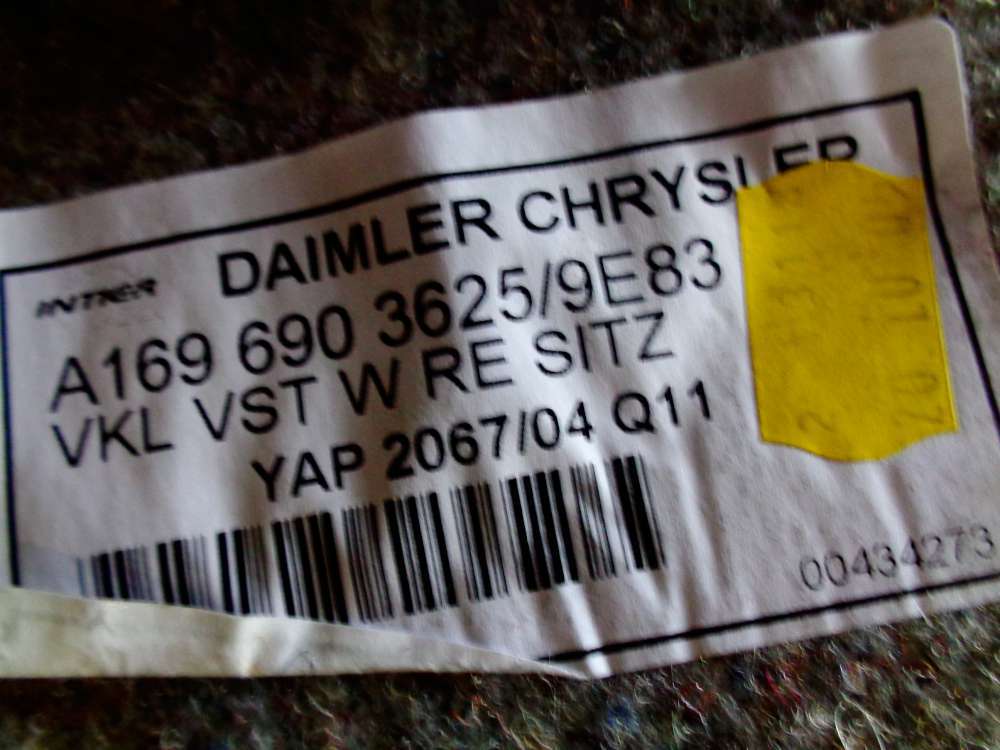 DAIMLER CHRYSLER
INTIER
A169 690 3625/9E83
VKL VST W RE SITZ
YAP 2067/04 Q11
00434273